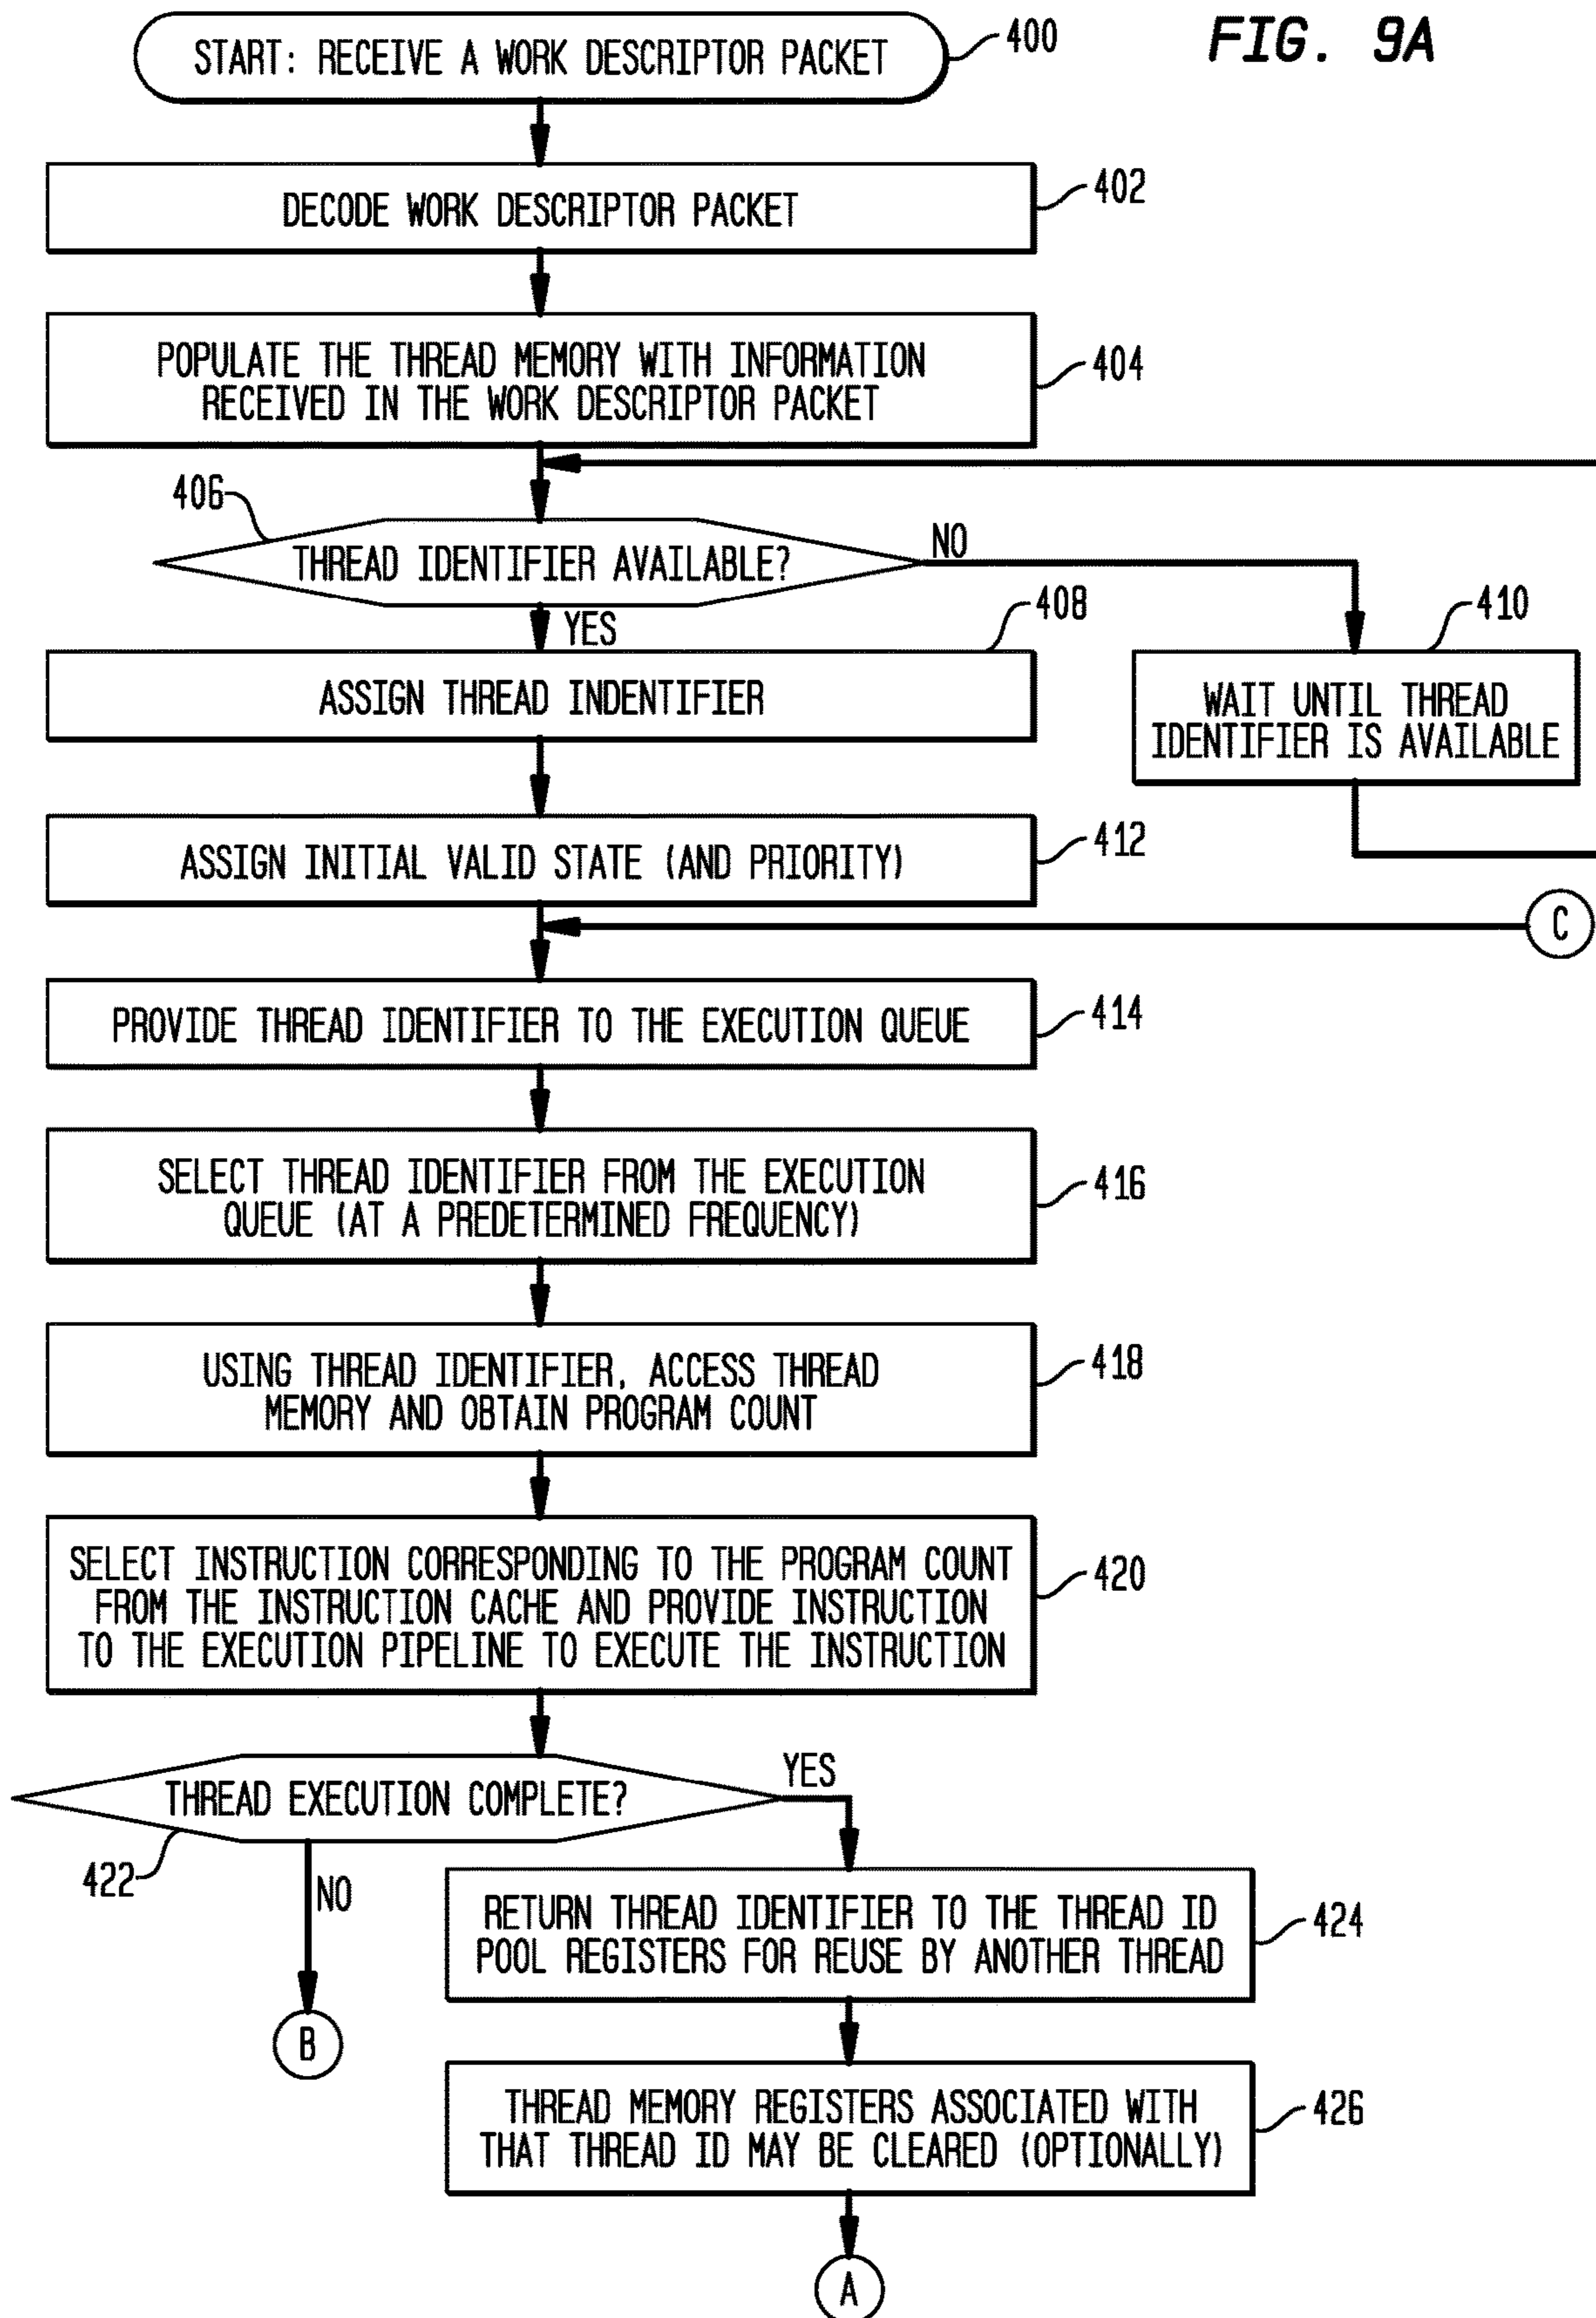 FIG. 9A
START: RECEIVE A WORK DESCRIPTOR PACKET
400
DECODE WORK DESCRIPTOR PACKET
402
POPULATE THE THREAD MEMORY WITH INFORMATION
RECEIVED IN THE WORK DESCRIPTOR PACKET
404
406
THREAD IDENTIFIER AVAILABLE?
NO
YES
408
410
ASSIGN THREAD INDENTIFIER
WAIT UNTIL THREAD
IDENTIFIER IS AVAILABLE
ASSIGN INITIAL VALID STATE (AND PRIORITY)
412
C
PROVIDE THREAD IDENTIFIER TO THE EXECUTION QUEUE
414
SELECT THREAD IDENTIFIER FROM THE EXECUTION
QUEUE (AT A PREDETERMINED FREQUENCY)
416
USING THREAD IDENTIFIER, ACCESS THREAD
MEMORY AND OBTAIN PROGRAM COUNT
418
SELECT INSTRUCTION CORRESPONDING TO THE PROGRAM COUNT
FROM THE INSTRUCTION CACHE AND PROVIDE INSTRUCTION
TO THE EXECUTION PIPELINE TO EXECUTE THE INSTRUCTION
420
THREAD EXECUTION COMPLETE?
YES
422
NO
RETURN THREAD IDENTIFIER TO THE THREAD ID
POOL REGISTERS FOR REUSE BY ANOTHER THREAD
424
B
THREAD MEMORY REGISTERS ASSOCIATED WITH
THAT THREAD ID MAY BE CLEARED (OPTIONALLY)
426
A